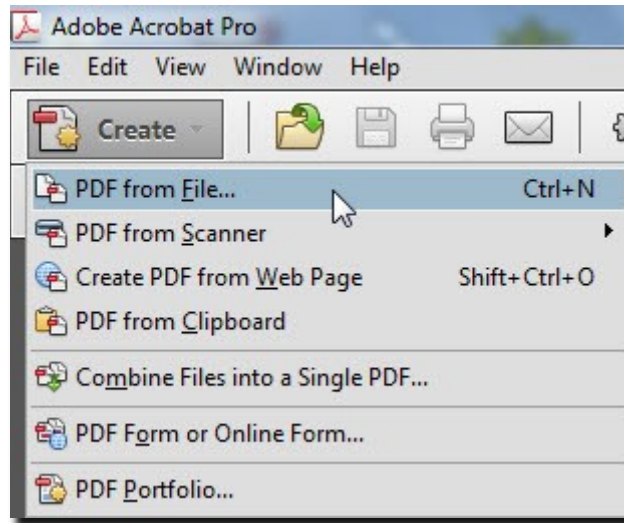 Adobe Acrobat Pro
File Edit View Window Help
Create
PDF from File... Ctrl+N
PDF from Scanner
Create PDF from Web Page Shift+Ctrl+O
PDF from Clipboard
Combine Files into a Single PDF...
PDF Form or Online Form...
PDF Portfolio...